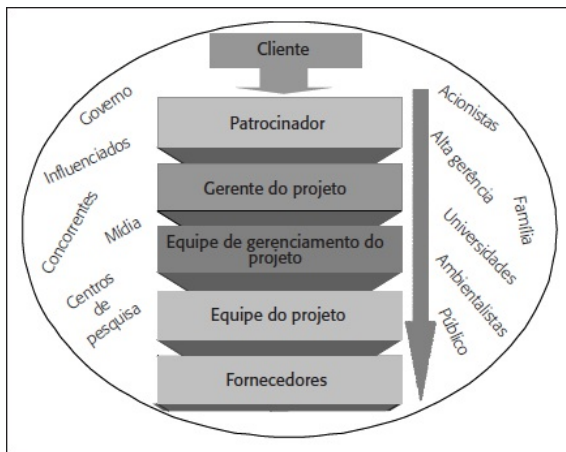 Cliente
Patrocinador
Gerente do projeto
Equipe de gerenciamento do
projeto
Equipe do projeto
Fornecedores
Governo
Influenciados
Concorrentes
Mídia
Centros
de
pesquisa
Acionistas
Alta gerência
Família
Universidades
Ambientalistas
Público